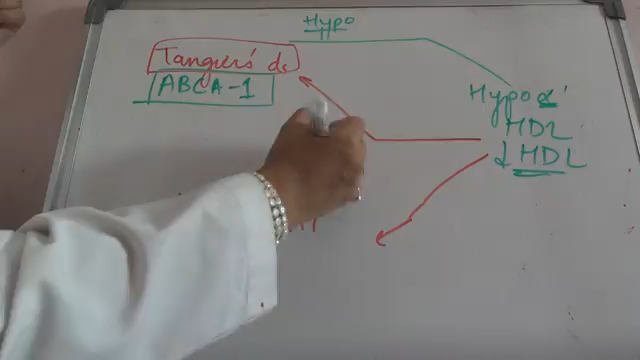 Hypo
Tangier's ds
ABCA-1
Hypo α
HDL
↓ HDL